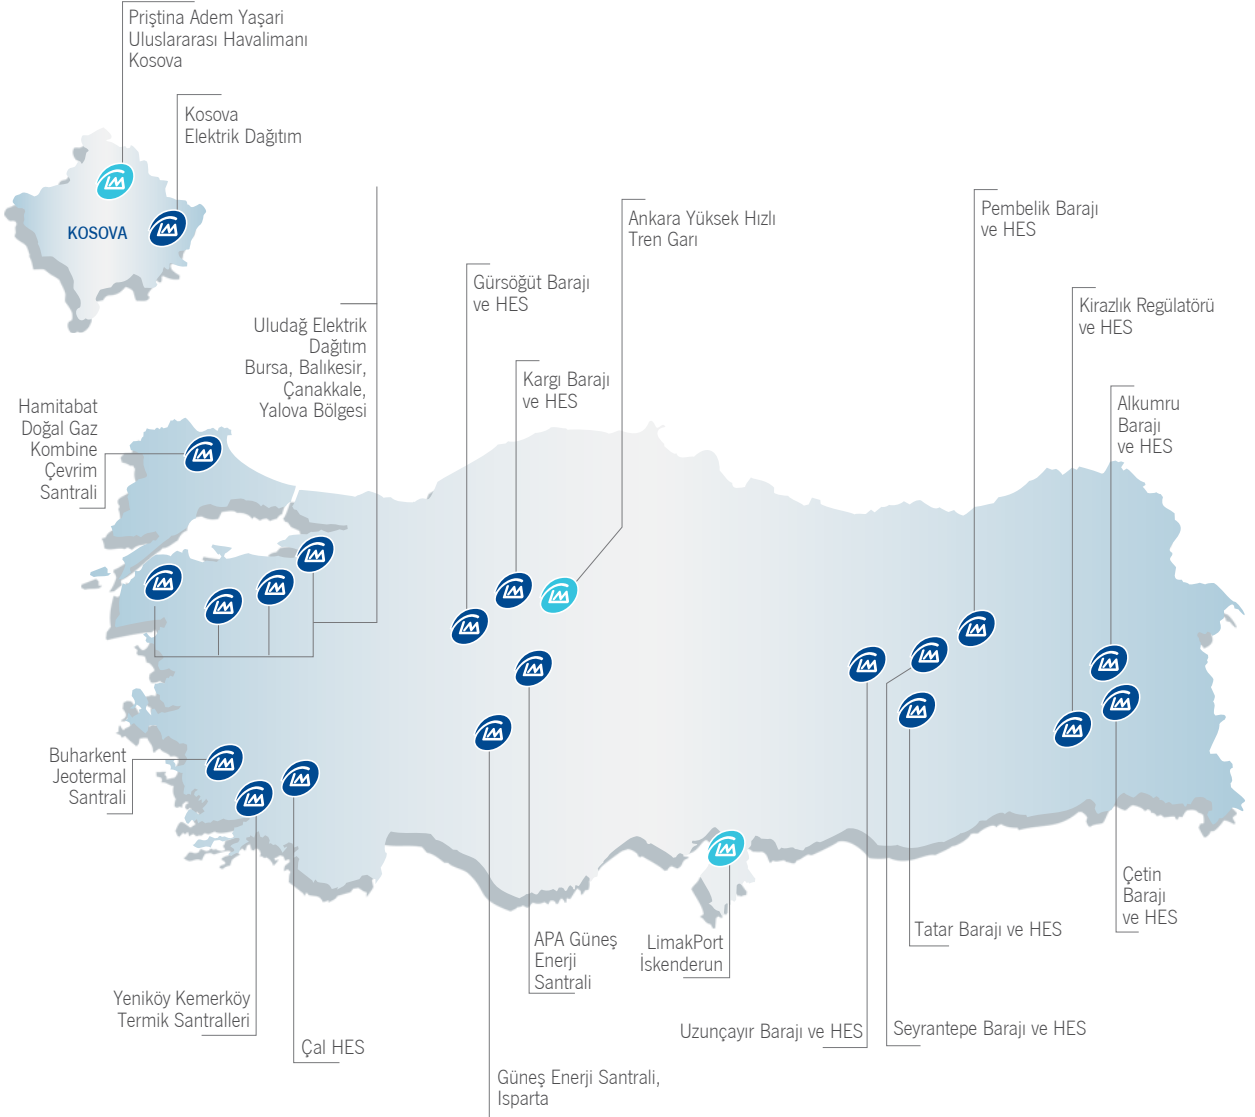 Priştina Adem Yaşari
Uluslararası Havalimanı
Kosova
Kosova
Elektrik Dağıtım
KOSOVA
Uludağ Elektrik
Dağıtım
Bursa, Balıkesir,
Çanakkale,
Yalova Bölgesi
Gürsöğüt Barajı
ve HES
Kargı Barajı
ve HES
Ankara Yüksek Hızlı
Tren Garı
Pembelik Barajı
ve HES
Kirazlık Regülatörü
ve HES
Alkumru
Barajı
ve HES
Hamitabat
Doğal Gaz
Kombine
Çevrim
Santrali
Buharkent
Jeotermal
Santrali
Yeniköy Kemerköy
Termik Santralleri
Çal HES
Güneş Enerji Santrali,
Isparta
APA Güneş
Enerji
Santrali
LimakPort
İskenderun
Uzunçayır Barajı ve HES
Seyrantepe Barajı ve HES
Tatar Barajı ve HES
Çetin
Barajı
ve HES